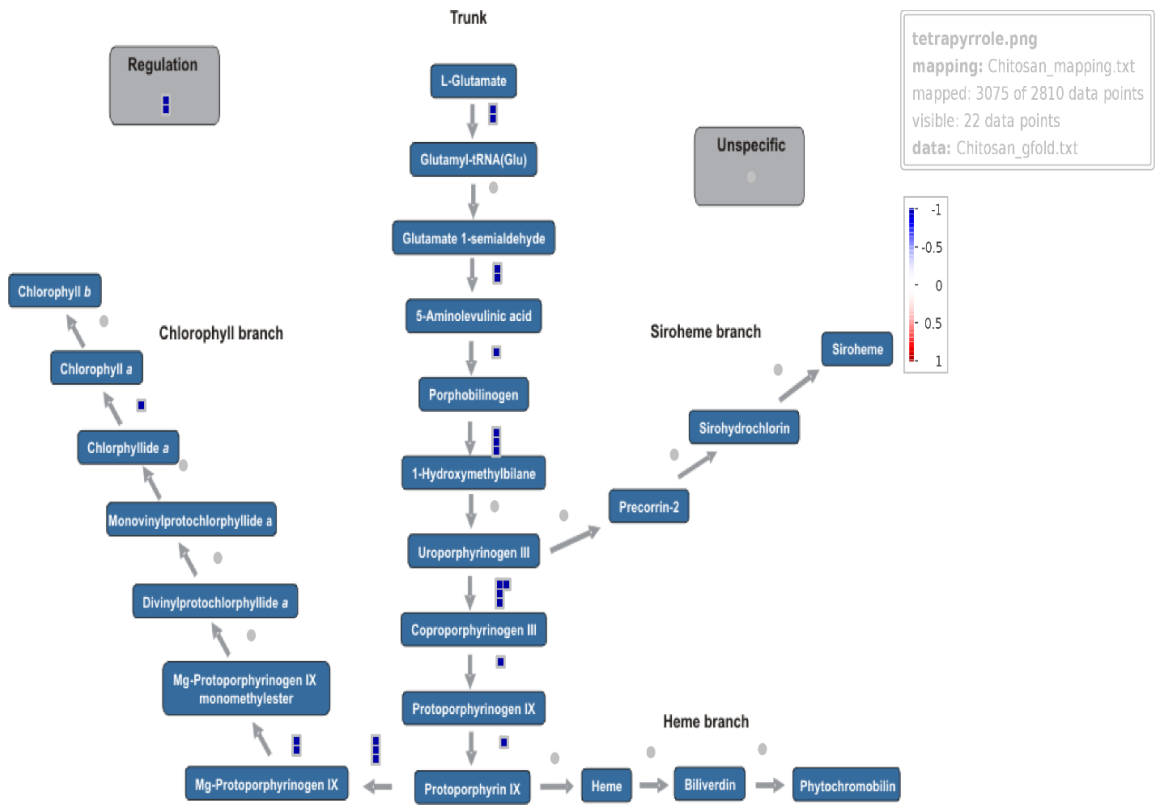 Trunk
Regulation
L-Glutamate
tetrapyrrole.png
mapping: Chitosan_mapping.txt
mapped: 3075 of 2810 data points
visible: 22 data points
data: Chitosan_gfold.txt
Glutamyl-tRNA(Glu)
Unspecific
Glutamate 1-semialdehyde
-1
-0.5
0
0.5
1
Chlorophyll b
5-Aminolevulinic acid
Chlorophyll branch
Siroheme branch
Siroheme
Chlorophyll a
Porphobilinogen
Sirohydrochlorin
Chlorphyllide a
1-Hydroxymethylbilane
Precorrin-2
Monovinylprotochlorphyllide a
Uroporphyrinogen III
Divinylprotochlorphyllide a
Coproporphyrinogen III
Mg-Protoporphyrinogen IX
monomethylester
Protoporphyrinogen IX
Heme branch
Mg-Protoporphyrinogen IX
Protoporphyrin IX
Heme
Biliverdin
Phytochromobilin